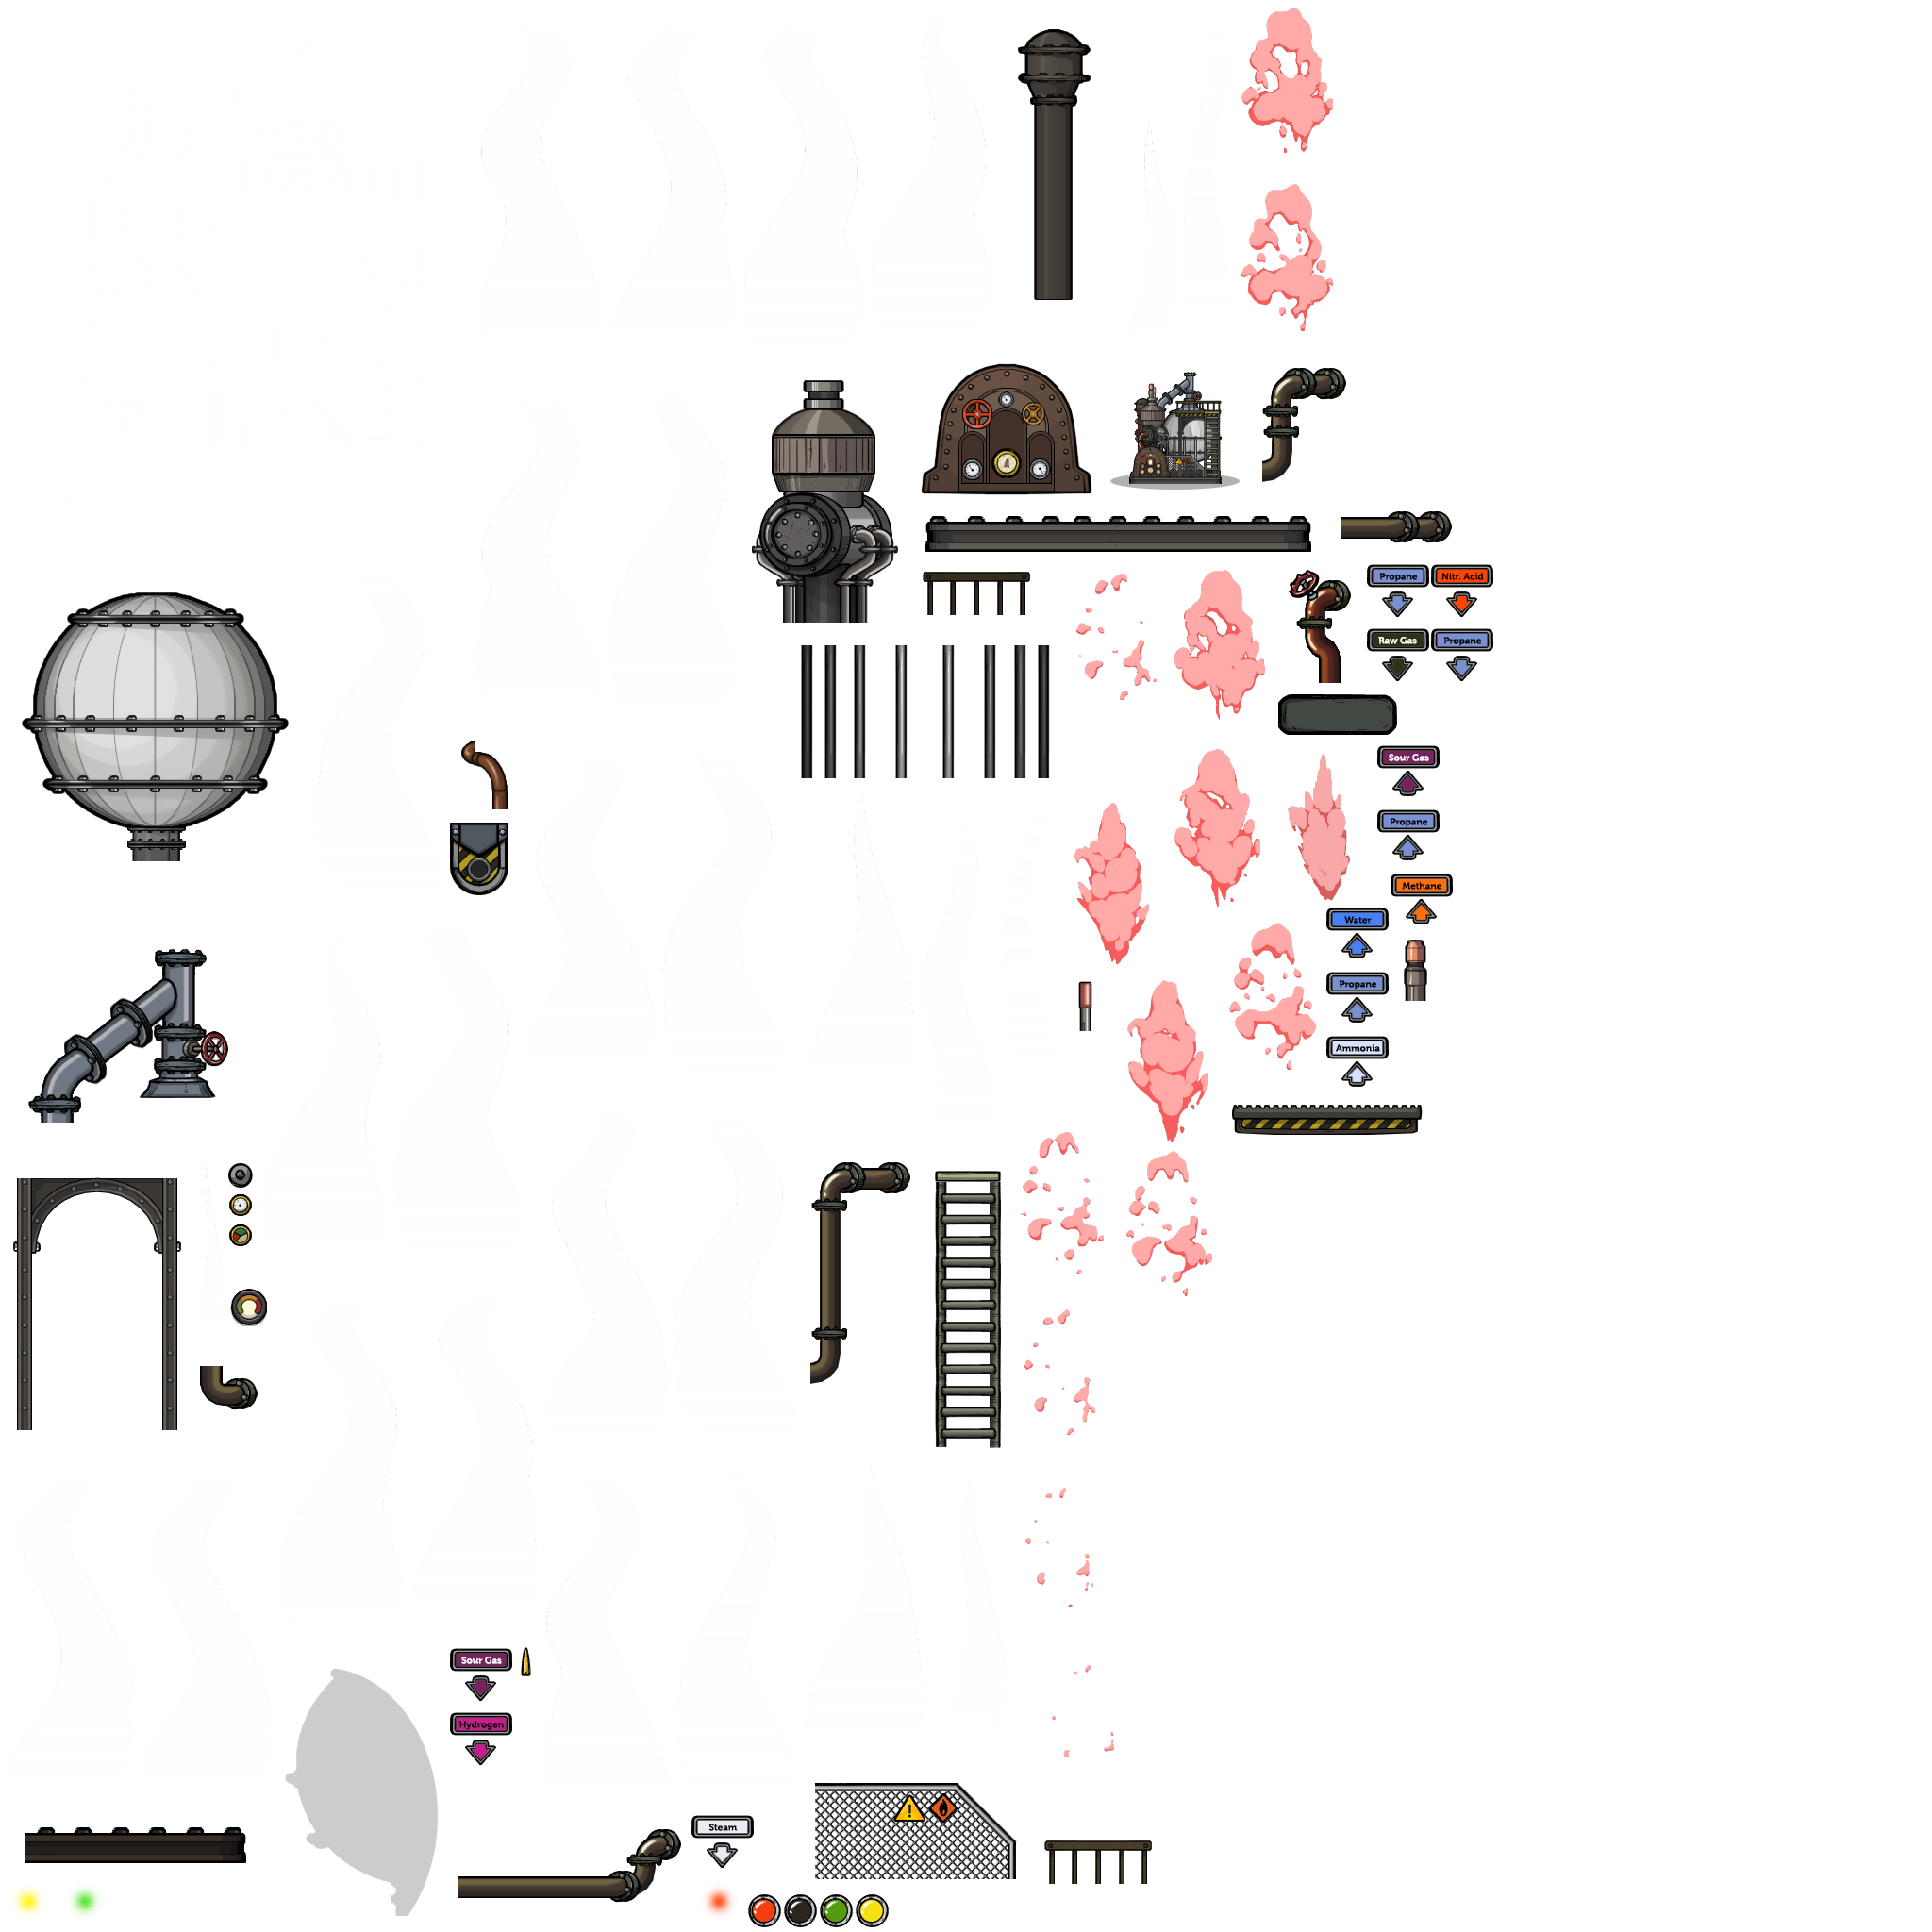 Propane
Nitr. Acid
Raw Gas
Propane
Sour Gas
Propane
Methane
Water
Propane
Ammonia
Sour Gas
Hydrogen
Steam
!